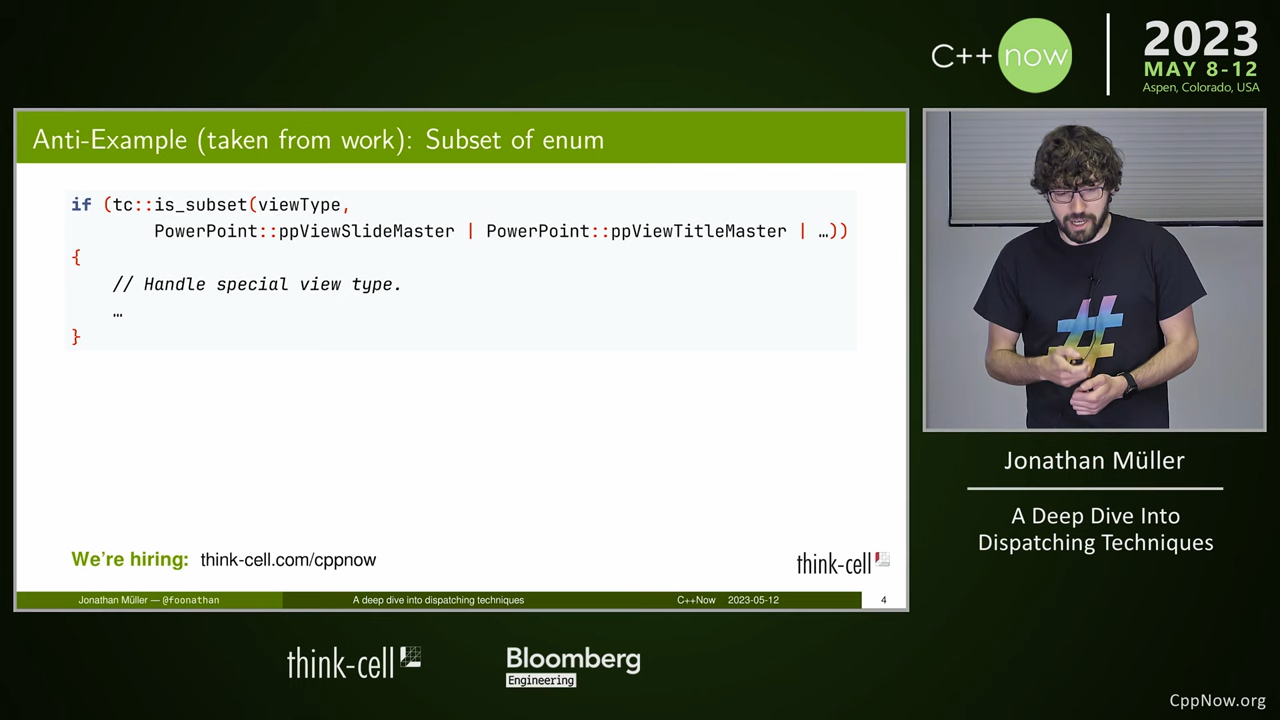 C++ now
2023
MAY 8-12
Aspen, Colorado, USA
Anti-Example (taken from work): Subset of enum
if (tc::is_subset(viewType,
PowerPoint::ppViewSlideMaster | PowerPoint::ppViewTitleMaster | …))
{
// Handle special view type.
…
}
We're hiring: think-cell.com/cppnow
think-cell
Jonathan Müller — @foonathan A deep dive into dispatching techniques C++Now 2023-05-12 4
#
Jonathan Müller
A Deep Dive Into
Dispatching Techniques
think-cell
Bloomberg
Engineering
CppNow.org